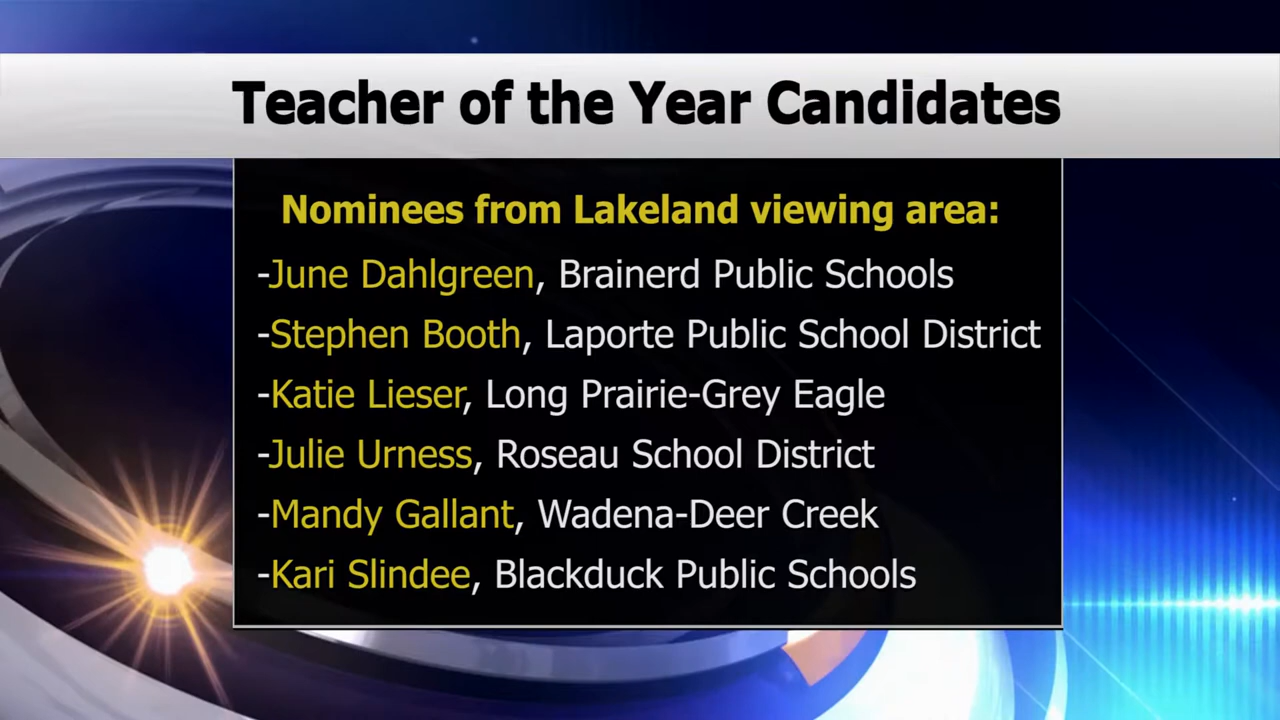 Teacher of the Year Candidates
Nominees from Lakeland viewing area:
-June Dahlgreen, Brainerd Public Schools
-Stephen Booth, Laporte Public School District
-Katie Lieser, Long Prairie-Grey Eagle
-Julie Urness, Roseau School District
-Mandy Gallant, Wadena-Deer Creek
-Kari Slindee, Blackduck Public Schools